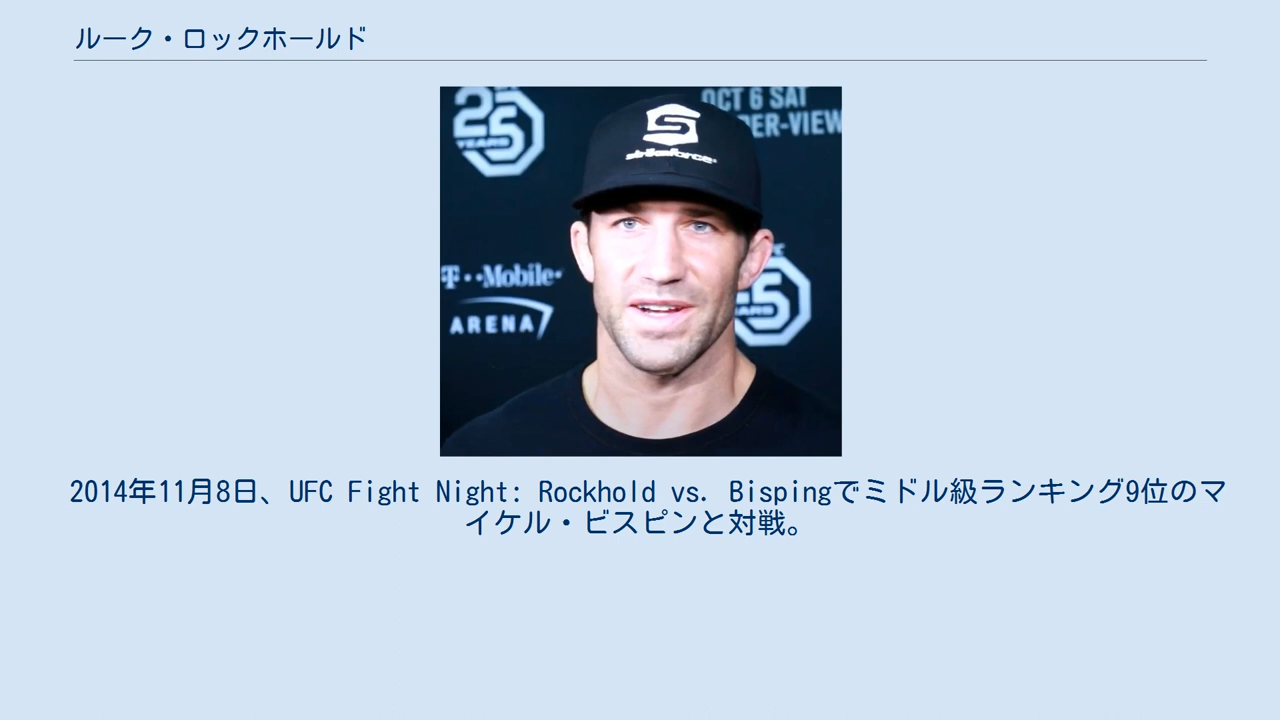 ルーク・ロックホールド
25
YEARS
OCT 6 SAT
PER-VIEW
strikeforce
T··Mobile·
ARENA
2014年11月8日、UFC Fight Night: Rockhold vs. Bispingでミドル級ランキング9位のマ
イケル・ビスピンと対戦。